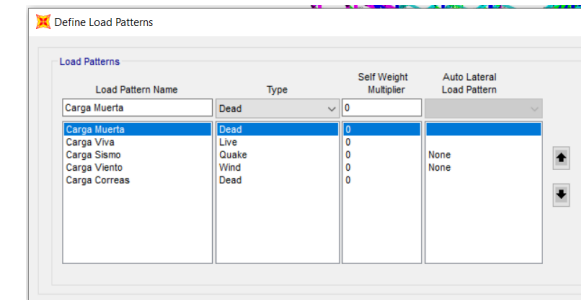 Define Load Patterns
Load Patterns
Load Pattern Name Type Self Weight Multiplier Auto Lateral Load Pattern
Carga Muerta Dead 0
Carga Muerta Dead 0
Carga Viva Live 0
Carga Sismo Quake 0 None
Carga Viento Wind 0 None
Carga Correas Dead 0